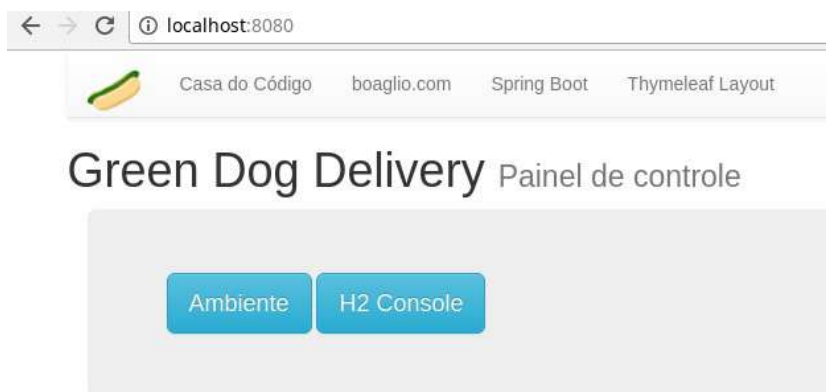 localhost:8080
Casa do Código boaglio.com Spring Boot Thymeleaf Layout
Green Dog Delivery Painel de controle
Ambiente H2 Console